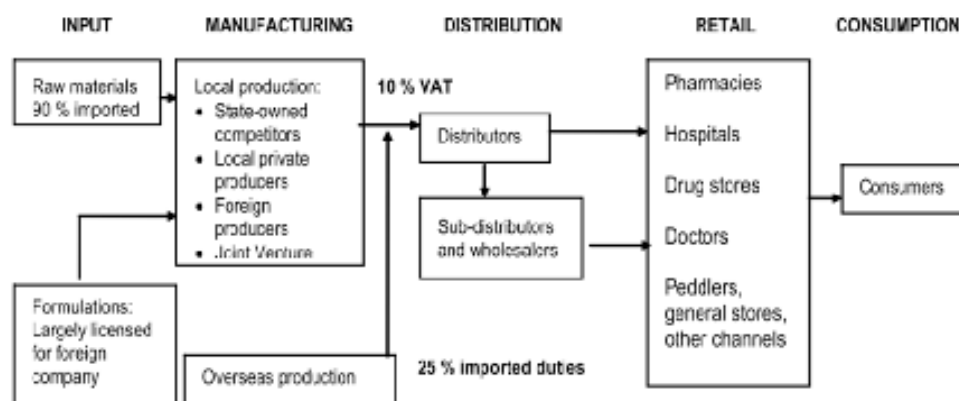 INPUT
MANUFACTURING
DISTRIBUTION
RETAIL
CONSUMPTION
Raw materials
90 % imported
Formulations:
Largely licensed
for foreign
company
Local production:
• State-owned
competitors
• Local private
producers
• Foreign
producers
• Joint Venture
Overseas production
10 % VAT
Distributors
Sub-distributors
and wholesalers
25 % imported duties
Pharmacies
Hospitals
Drug stores
Doctors
Peddlers,
general stores,
other channels
Consumers